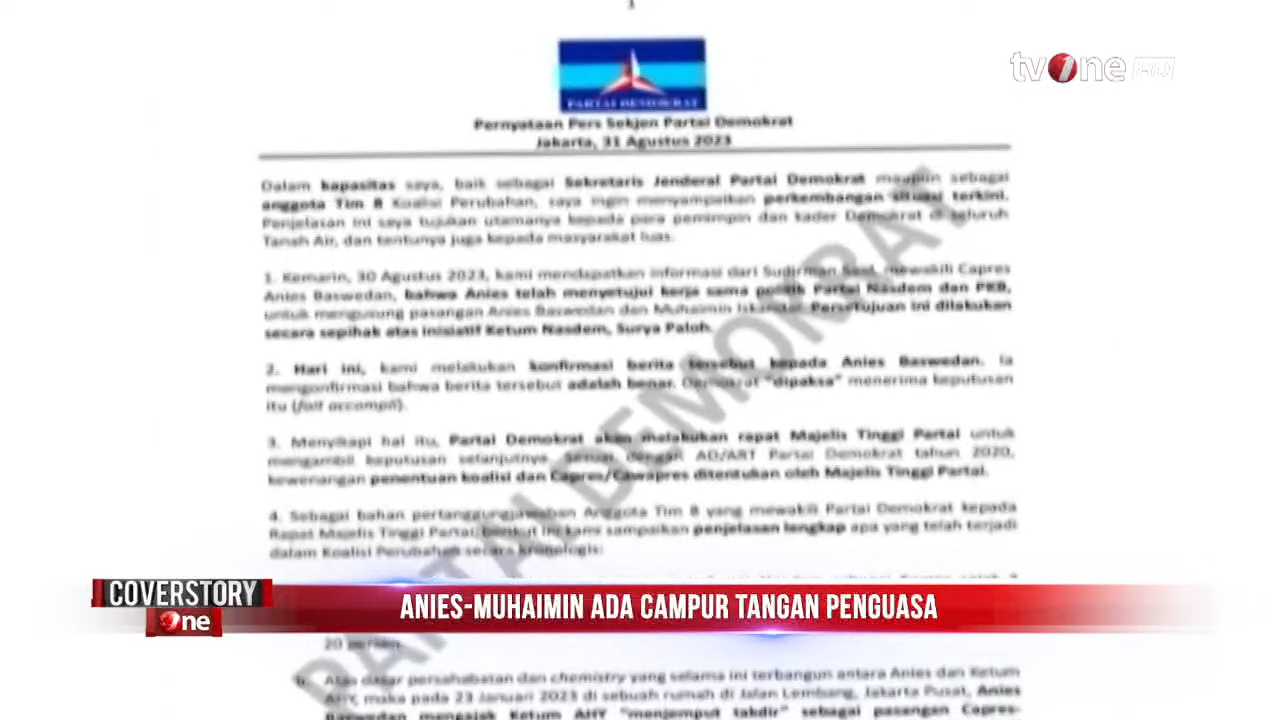 tvOne HD
PARTAI DEMOKRAT
Pernyataan Pers Sekjen Partai Demokrat
Jakarta, 31 Agustus 2023
Dalam kapasitas saya, baik sebagai Sekretaris Jenderal Partai Demokrat maupun sebagai
anggota Tim 8 Koalisi Perubahan, saya ingin menyampaikan perkembangan situasi terkini.
Penjelasan ini saya tujukan utamanya kepada para pemimpin dan kader Demokrat di seluruh
Tanah Air, dan tentunya juga kepada masyarakat luas.
1. Kemarin, 30 Agustus 2023, kami mendapatkan informasi dari Sudirman Said, mewakili Capres
Anies Baswedan, bahwa Anies telah menyetujui kerja sama politik Partai Nasdem dan PKB,
untuk mengusung pasangan Anies Baswedan dan Muhaimin Iskandar. Persetujuan ini dilakukan
secara sepihak atas inisiatif Ketum Nasdem, Surya Paloh.
2. Hari ini, kami melakukan konfirmasi berita tersebut kepada Anies Baswedan. Ia
mengonfirmasi bahwa berita tersebut adalah benar. Demokrat "dipaksa" menerima keputusan
itu (fait accompli).
3. Menyikapi hal itu, Partai Demokrat akan melakukan rapat Majelis Tinggi Partai untuk
mengambil keputusan selanjutnya, sesuai dengan AD/ART Partai Demokrat tahun 2020,
kewenangan penentuan koalisi dan Capres/Cawapres ditentukan oleh Majelis Tinggi Partai.
4. Sebagai bahan pertanggungjawaban Anggota Tim 8 yang mewakili Partai Demokrat kepada
Rapat Majelis Tinggi Partai, berikut ini kami sampaikan penjelasan lengkap apa yang telah terjadi
dalam Koalisi Perubahan secara kronologis:
COVERSTORY
One
ANIES-MUHAIMIN ADA CAMPUR TANGAN PENGUASA
20 persen.
b. Atas dasar persahabatan dan chemistry yang selama ini terbangun antara Anies dan Ketum
AHY, maka pada 23 Januari 2023 di sebuah rumah di Jalan Lembang, Jakarta Pusat, Anies
Baswedan mengajak Ketum AHY "menjemput takdir" sebagai pasangan Capres-
PARTAI DEMOKRAT